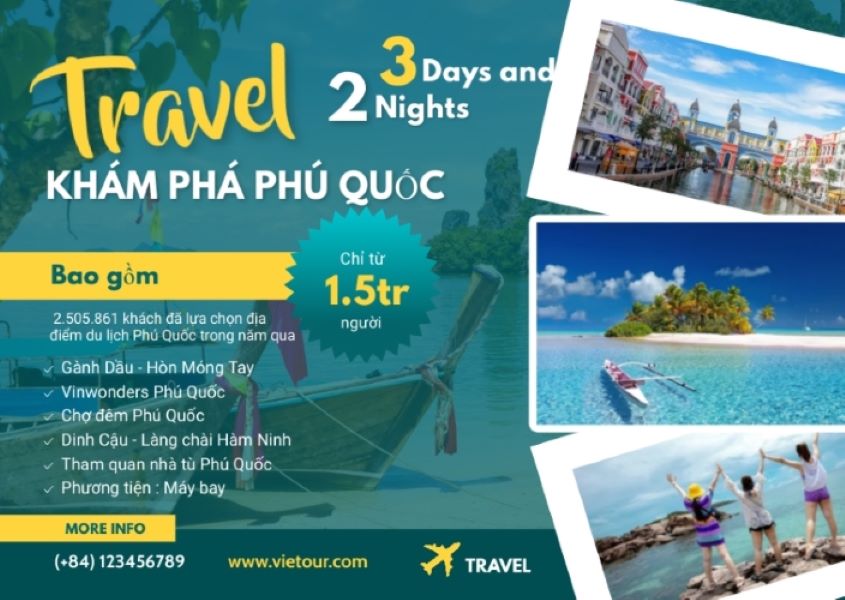 Travel
3 Days and
2 Nights
KHÁM PHÁ PHÚ QUỐC
Bao gồm
Chỉ từ
1.5tr
người
2.505.861 khách đã lựa chọn địa
điểm du lịch Phú Quốc trong năm qua
Gành Dầu - Hòn Móng Tay
Vinwonders Phú Quốc
Chợ đêm Phú Quốc
Dinh Cậu - Làng chài Hàm Ninh
Tham quan nhà tù Phú Quốc
Phương tiện : Máy bay
MORE INFO
(+84) 123456789
www.vietour.com
TRAVEL